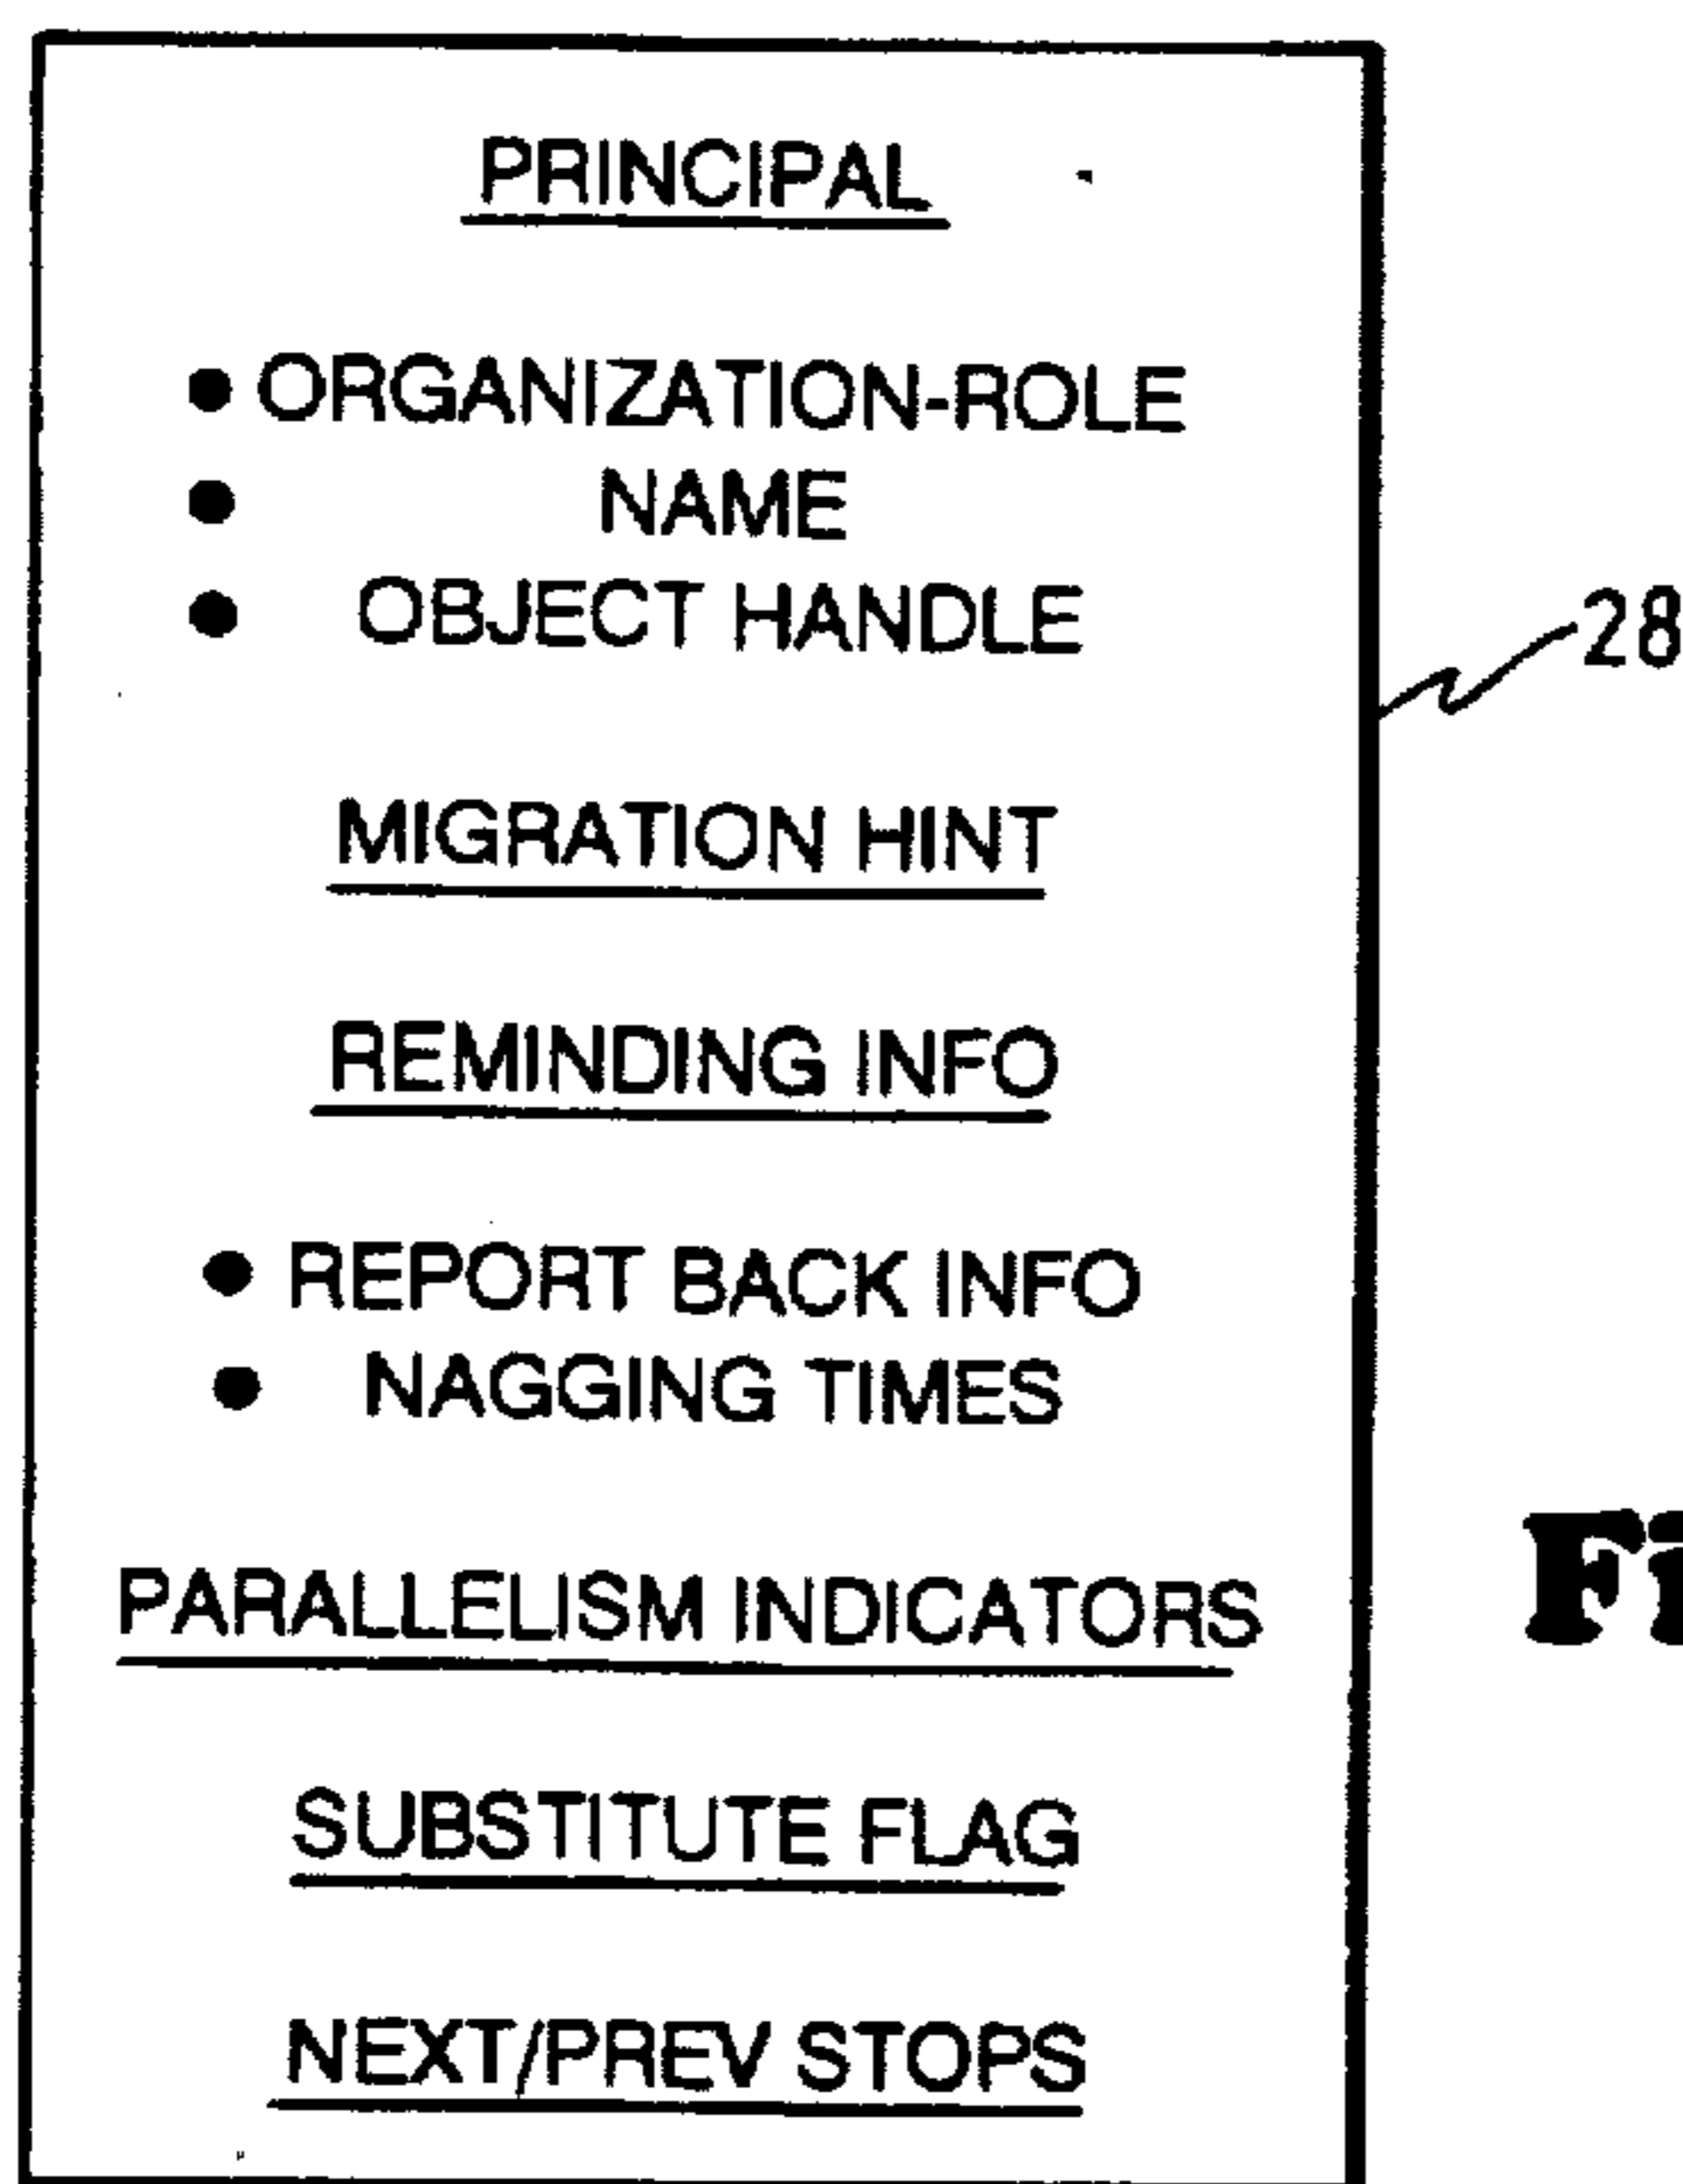 PRINCIPAL
• ORGANIZATION-ROLE
• NAME
• OBJECT HANDLE
28
MIGRATION HINT
REMINDING INFO
• REPORT BACK INFO
• NAGGING TIMES
PARALLELISM INDICATORS
Fi
SUBSTITUTE FLAG
NEXT/PREV STOPS